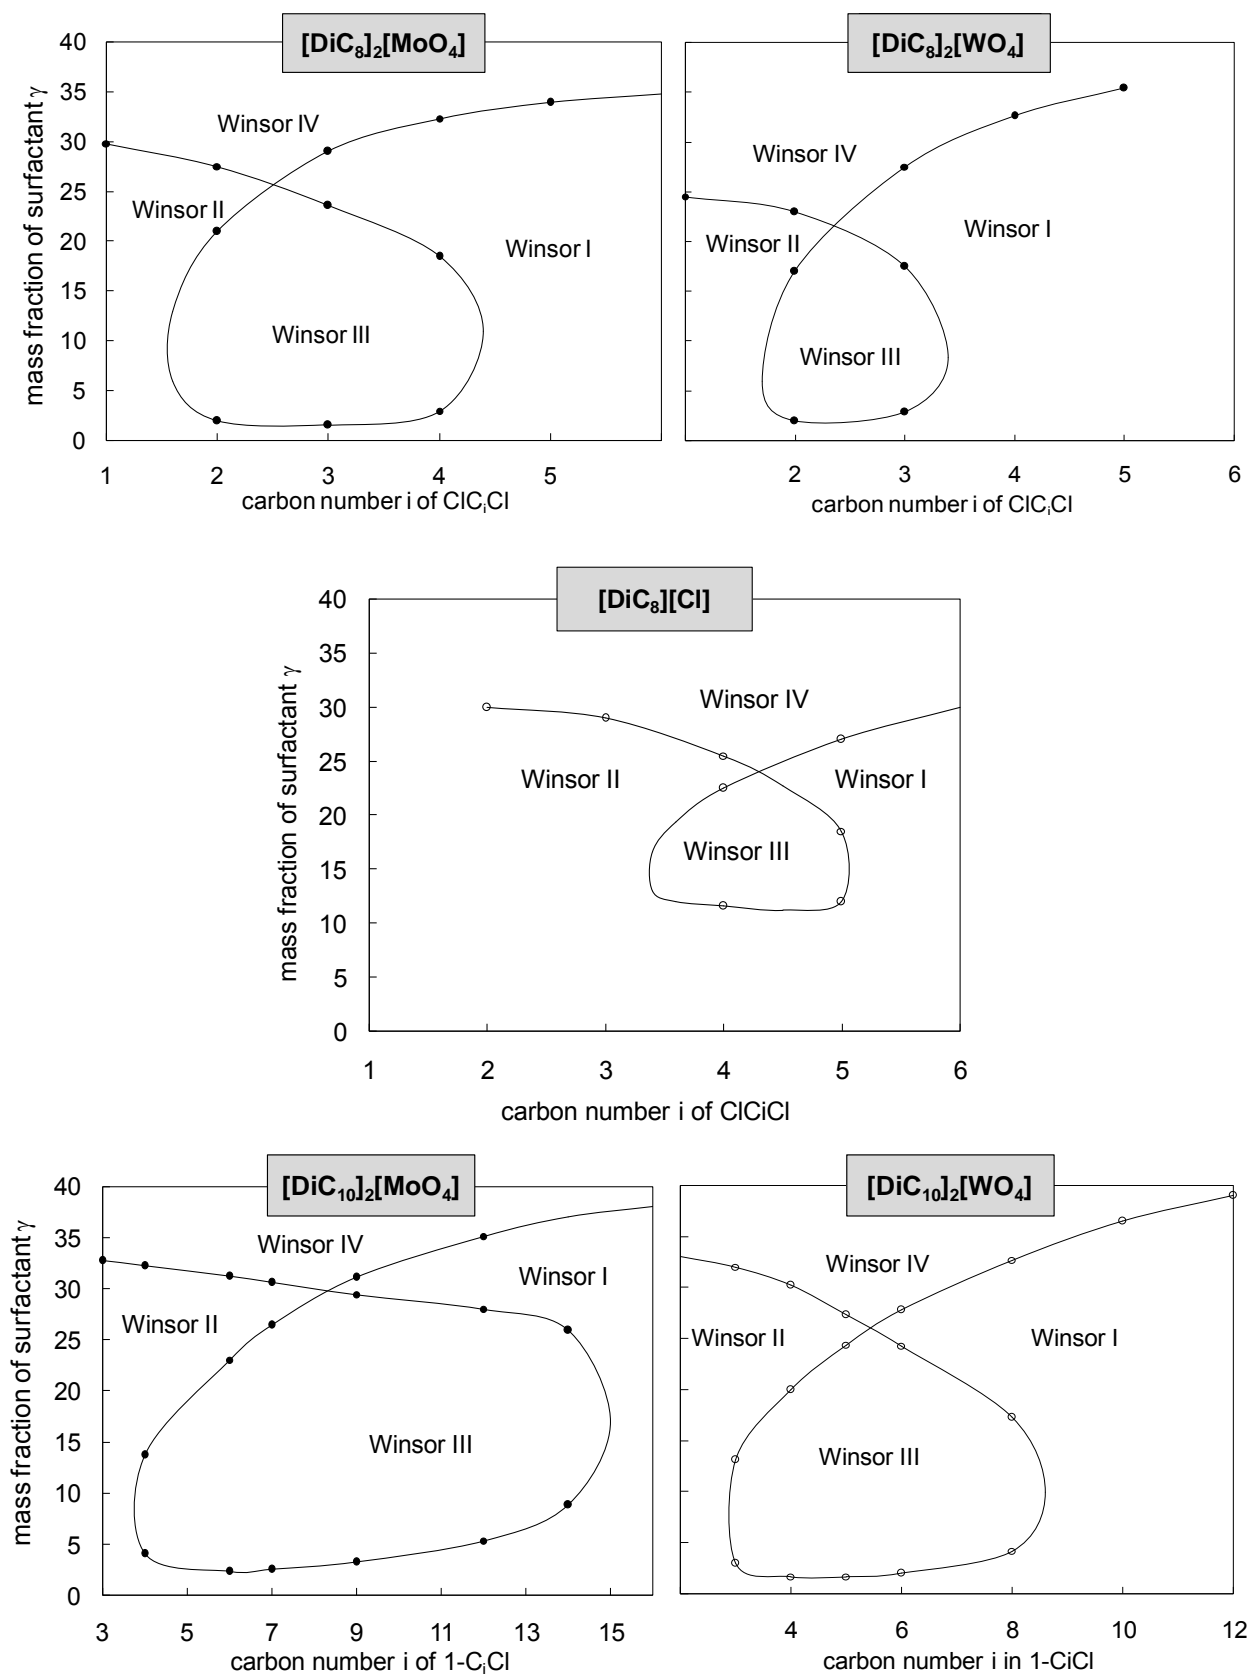 [DiC₈]₂[MoO₄]
mass fraction of surfactant γ
40
35
30
25
20
15
10
5
0
Winsor IV
Winsor II
Winsor I
Winsor III
1 2 3 4 5
carbon number i of ClCᵢCl
[DiC₈]₂[WO₄]
Winsor IV
Winsor II
Winsor I
Winsor III
2 3 4 5 6
carbon number i of ClCᵢCl
[DiC₈][Cl]
mass fraction of surfactant γ
40
35
30
25
20
15
10
5
0
Winsor IV
Winsor II
Winsor I
Winsor III
1 2 3 4 5 6
carbon number i of ClCiCl
[DiC₁₀]₂[MoO₄]
mass fraction of surfactant γ
40
35
30
25
20
15
10
5
0
Winsor IV
Winsor I
Winsor II
Winsor III
3 5 7 9 11 13 15
carbon number i of 1-CᵢCl
[DiC₁₀]₂[WO₄]
Winsor IV
Winsor II
Winsor I
Winsor III
4 6 8 10 12
carbon number i in 1-CiCl